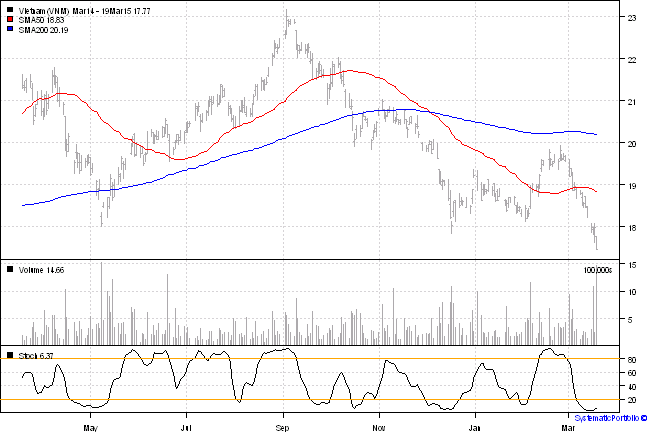 Vietnam (VNM) Mar14 - 19Mar15 17.77
SMA50 18.83
SMA200 20.19
23
22
21
20
19
18
Volume 14.66
100,000s
15
10
5
Stoch 6.37
80
60
40
20
May
Jul
Sep
Nov
Jan
Mar
SystematicPortfolio ©